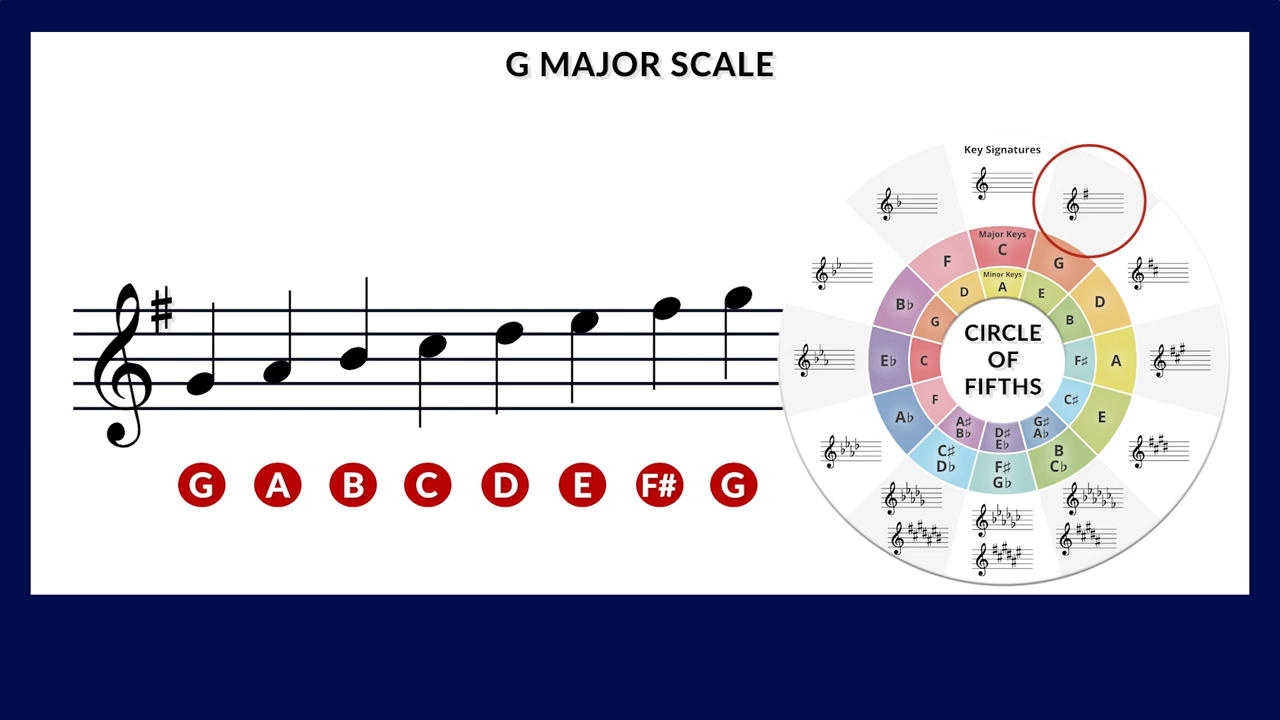 G MAJOR SCALE
Key Signatures
Major Keys
C
G
D
A
E
B
C♭
F♯
G♭
C♯
D♭
A♭
E♭
B♭
F
Minor Keys
A
E
B
F♯
C♯
G♯
A♭
D♯
E♭
A♯
B♭
F
C
G
D
CIRCLE
OF
FIFTHS
G A B C D E F# G